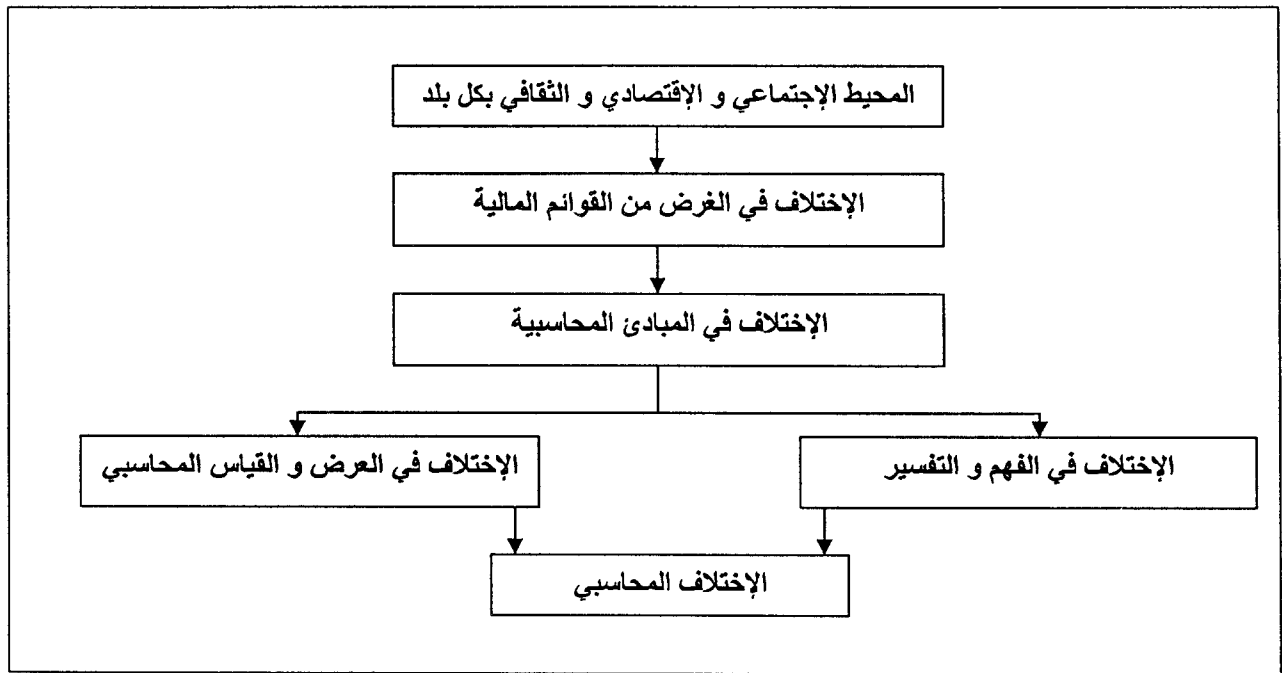 المحيط الإجتماعي و الإقتصادي و الثقافي بكل بلد
الإختلاف في الغرض من القوائم المالية
الإختلاف في المبادئ المحاسبية
الإختلاف في الفهم و التفسير
الإختلاف في العرض و القياس المحاسبي
الإختلاف المحاسبي